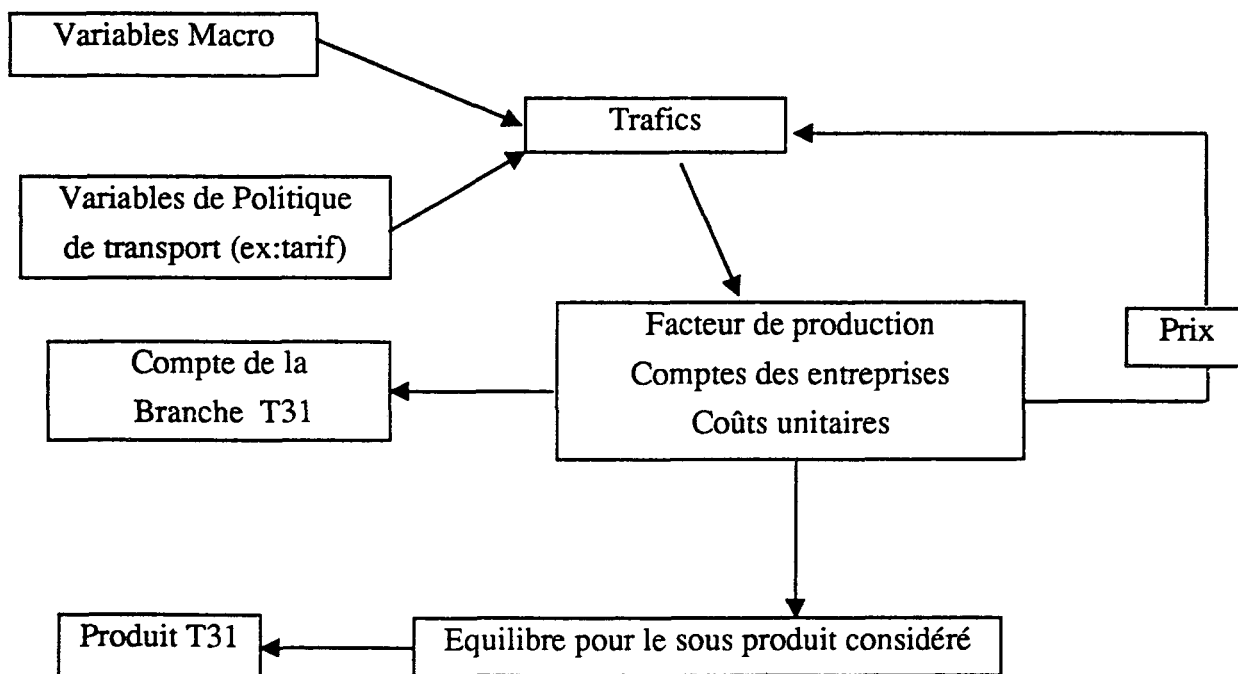 Variables Macro
Trafics
Variables de Politique
de transport (ex:tarif)
Facteur de production
Comptes des entreprises
Coûts unitaires
Prix
Compte de la
Branche T31
Produit T31
Equilibre pour le sous produit considéré